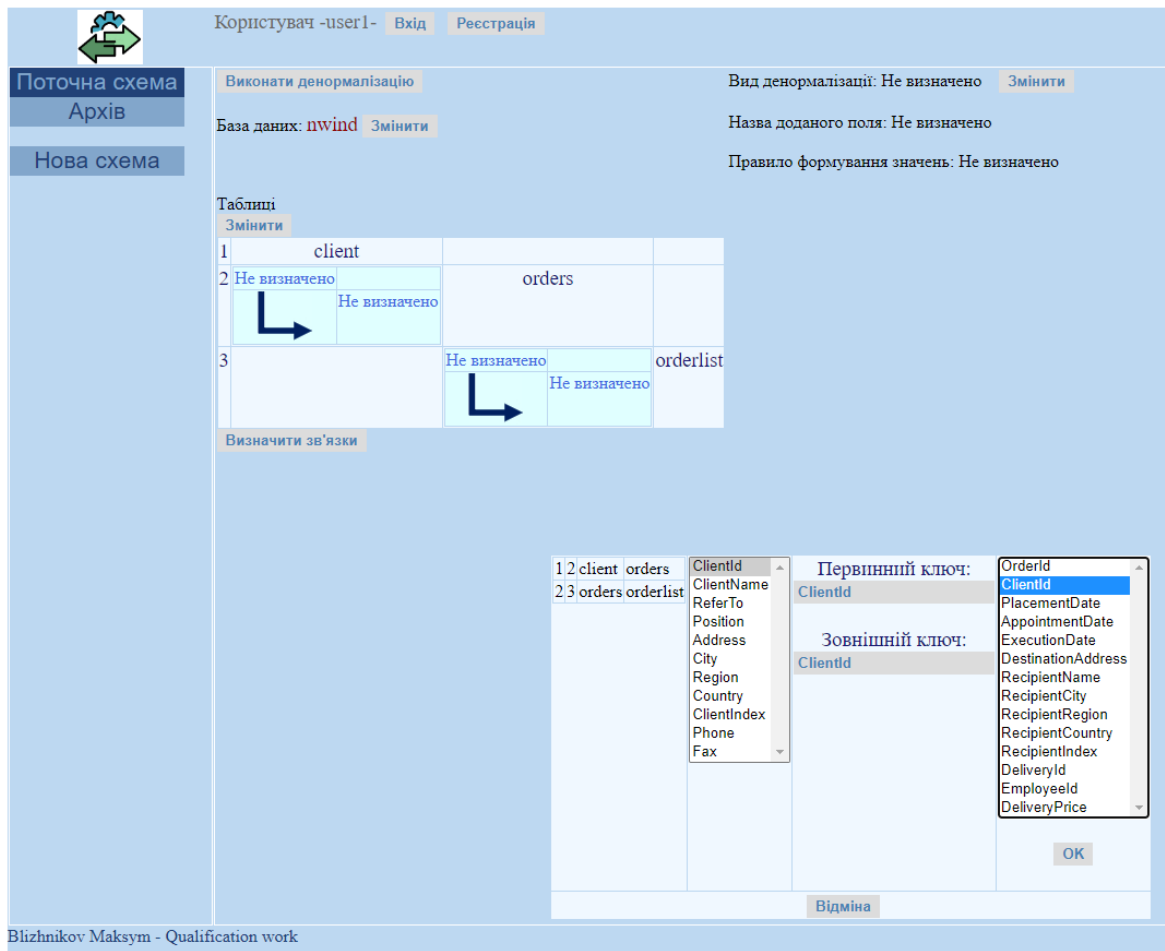 Користувач -user1- Вхід Реєстрація
Поточна схема
Архів
Нова схема
Виконати денормалізацію
Вид денормалізації: Не визначено Змінити
База даних: nwind Змінити
Назва доданого поля: Не визначено
Правило формування значень: Не визначено
Таблиці
Змінити
1 client
2 Не визначено orders
Не визначено
3 Не визначено orderlist
Не визначено
Визначити зв'язки
1 2 client orders
2 3 orders orderlist
ClientId
ClientName
ReferTo
Position
Address
City
Region
Country
ClientIndex
Phone
Fax
Первинний ключ:
ClientId
Зовнішній ключ:
ClientId
OrderId
ClientId
PlacementDate
AppointmentDate
ExecutionDate
DestinationAddress
RecipientName
RecipientCity
RecipientRegion
RecipientCountry
RecipientIndex
DeliveryId
EmployeeId
DeliveryPrice
OK
Відміна
Blizhnikov Maksym - Qualification work